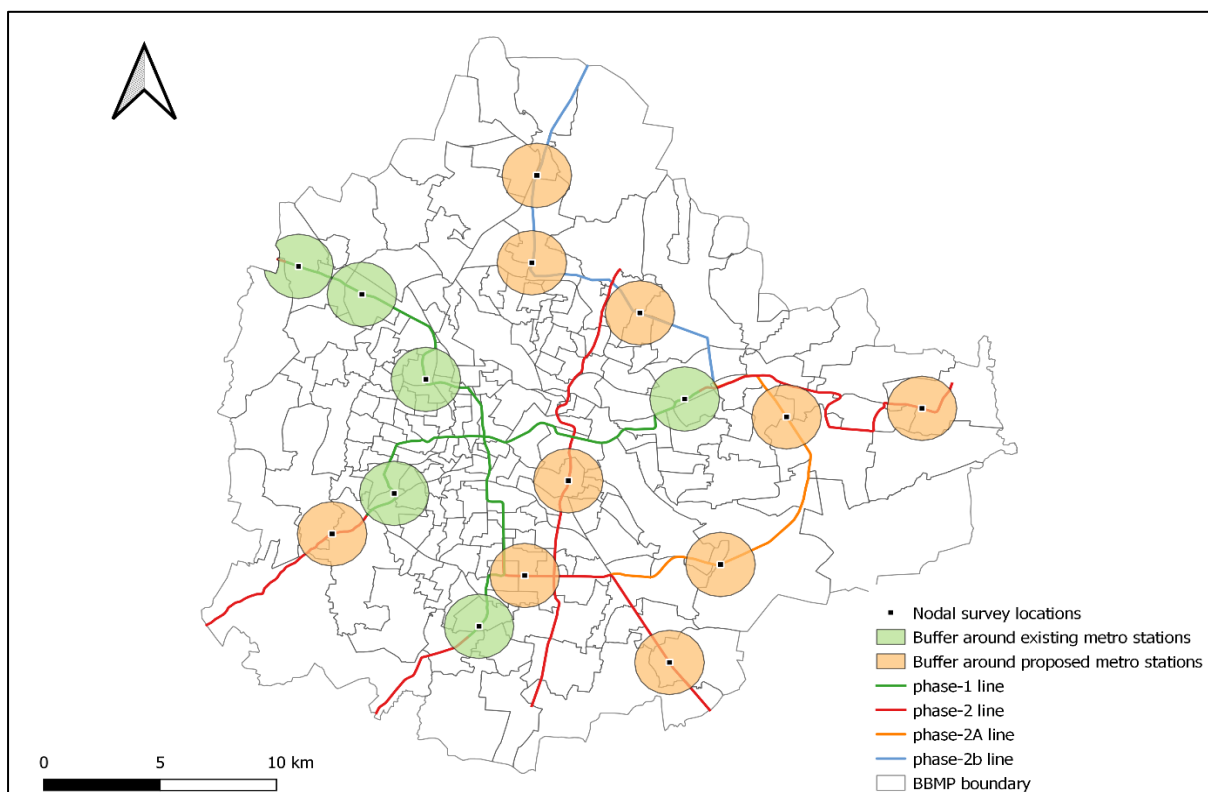 Nodal survey locations
Buffer around existing metro stations
Buffer around proposed metro stations
phase-1 line
phase-2 line
phase-2A line
phase-2b line
BBMP boundary
0 5 10 km